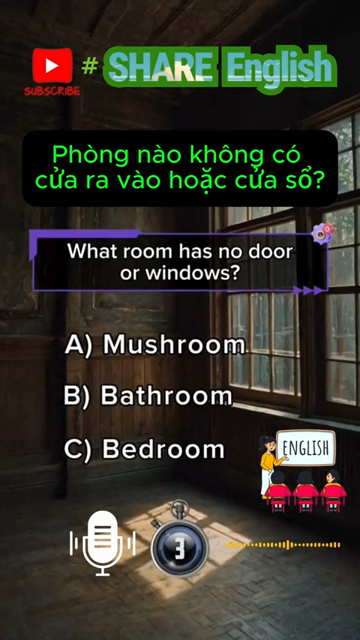 SUBSCRIBE
# SHARE English
Phòng nào không có
cửa ra vào hoặc cửa sổ?
What room has no door
or windows?
A) Mushroom
B) Bathroom
C) Bedroom
ENGLISH
3